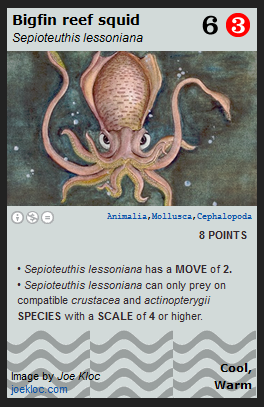 Bigfin reef squid
Sepioteuthis lessoniana
6 3
Animalia,Mollusca,Cephalopoda
8 POINTS
• Sepioteuthis lessoniana has a MOVE of 2.
• Sepioteuthis lessoniana can only prey on
compatible crustacea and actinopterygii
SPECIES with a SCALE of 4 or higher.
Image by Joe Kloc
joekloc.com
Cool,
Warm